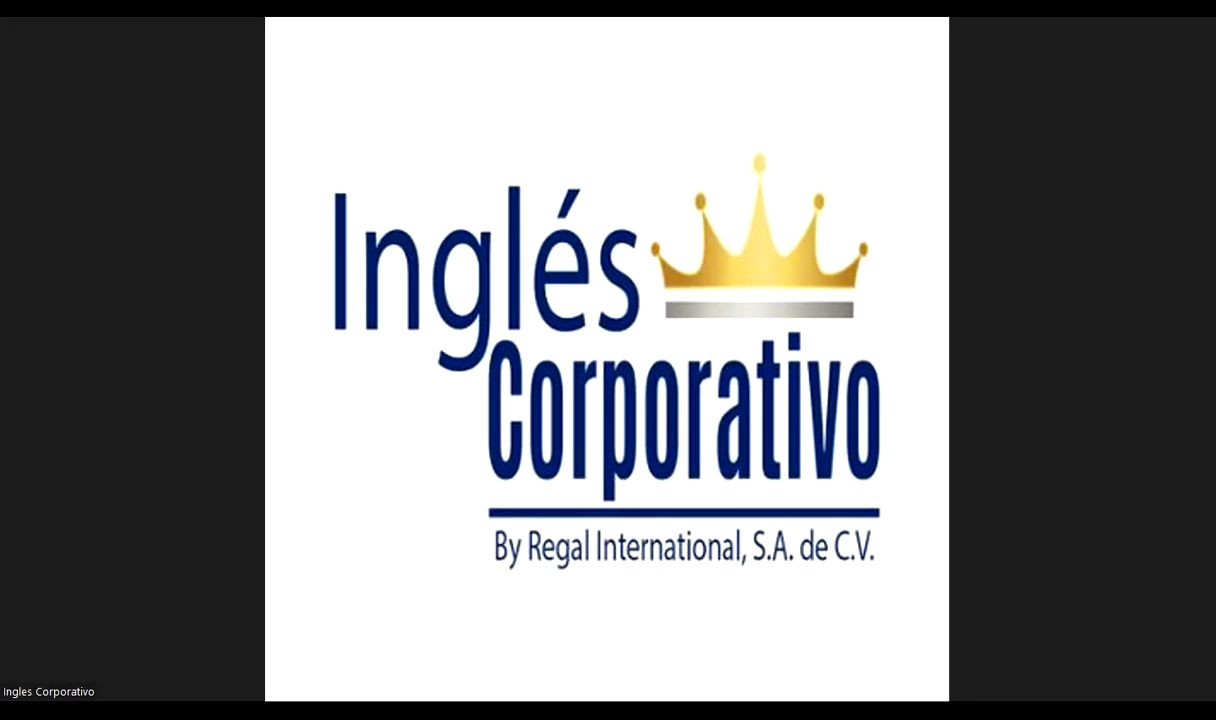 Inglés
Corporativo
By Regal International, S.A. de C.V.
Ingles Corporativo